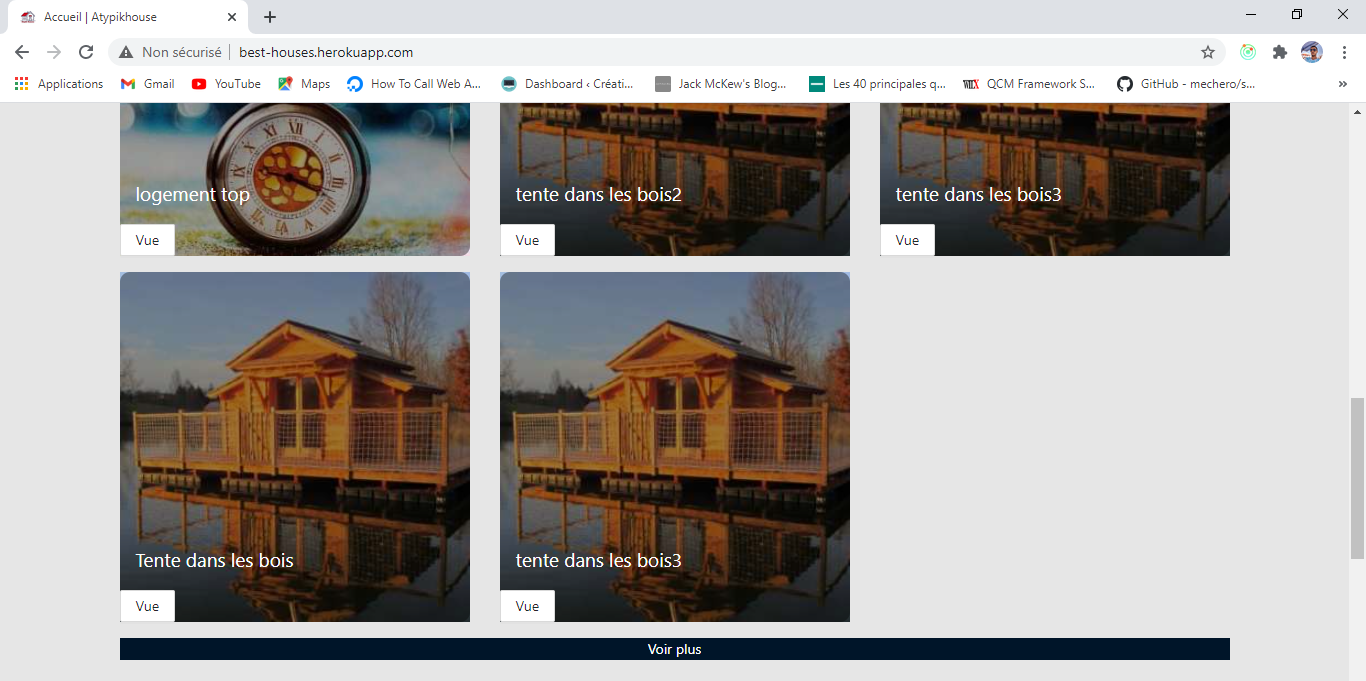 Accueil | Atypikhouse
Non sécurisé | best-houses.herokuapp.com
Applications Gmail YouTube Maps How To Call Web A... Dashboard ‹ Créati... Jack McKew's Blog... Les 40 principales q... QCM Framework S... GitHub - mechero/s... »
logement top
Vue
tente dans les bois2
Vue
tente dans les bois3
Vue
Tente dans les bois
Vue
tente dans les bois3
Vue
Voir plus